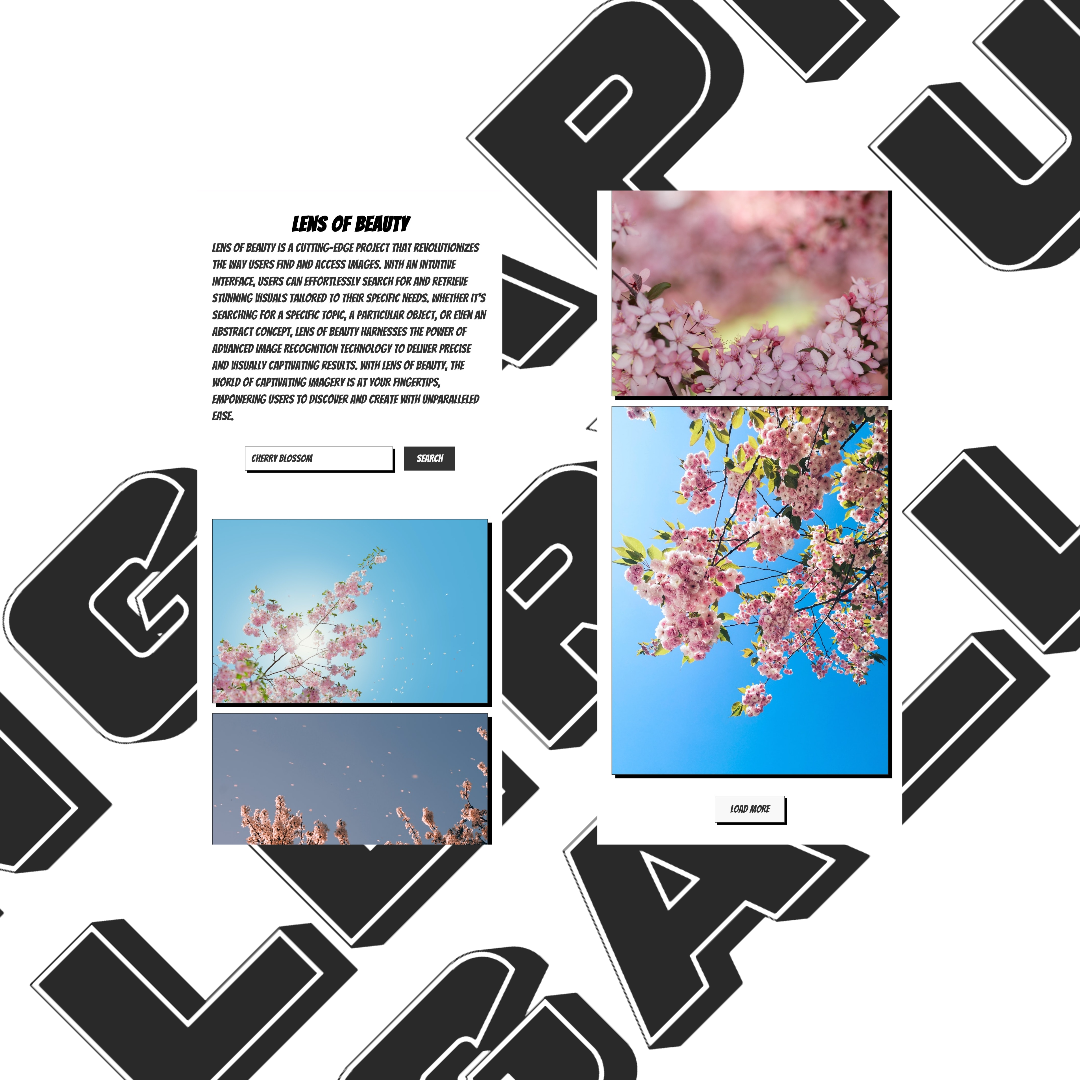 LENS OF BEAUTY
LENS OF BEAUTY IS A CUTTING-EDGE PROJECT THAT REVOLUTIONIZES
THE WAY USERS FIND AND ACCESS IMAGES. WITH AN INTUITIVE
INTERFACE, USERS CAN EFFORTLESSLY SEARCH FOR AND RETRIEVE
STUNNING VISUALS TAILORED TO THEIR SPECIFIC NEEDS. WHETHER IT'S
SEARCHING FOR A SPECIFIC TOPIC, A PARTICULAR OBJECT, OR EVEN AN
ABSTRACT CONCEPT, LENS OF BEAUTY HARNESSES THE POWER OF
ADVANCED IMAGE RECOGNITION TECHNOLOGY TO DELIVER PRECISE
AND VISUALLY CAPTIVATING RESULTS. WITH LENS OF BEAUTY, THE
WORLD OF CAPTIVATING IMAGERY IS AT YOUR FINGERTIPS,
EMPOWERING USERS TO DISCOVER AND CREATE WITH UNPARALLELED
EASE.
CHERRY BLOSSOM
SEARCH
LOAD MORE